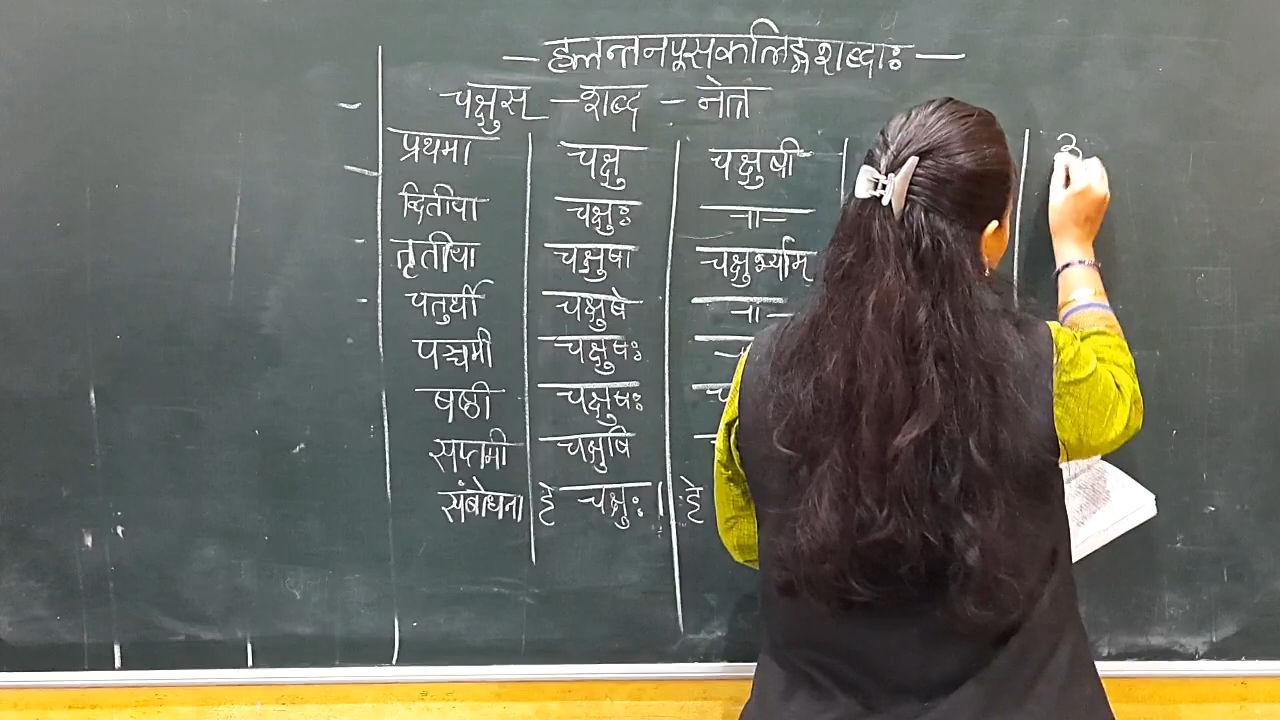 — हलन्तनपूसकलिङ्गशब्दाः —
चक्षुस् — शब्द — नेत्र
प्रथमा चक्षु चक्षुषी
द्वितीया चक्षुः —॥—
तृतीया चक्षुषा चक्षुर्भ्याम्
चतुर्थी चक्षुषे —॥—
पञ्चमी चक्षुषः
षष्ठी चक्षुषः
सप्तमी चक्षुषि
संबोधना हे चक्षुः । हे